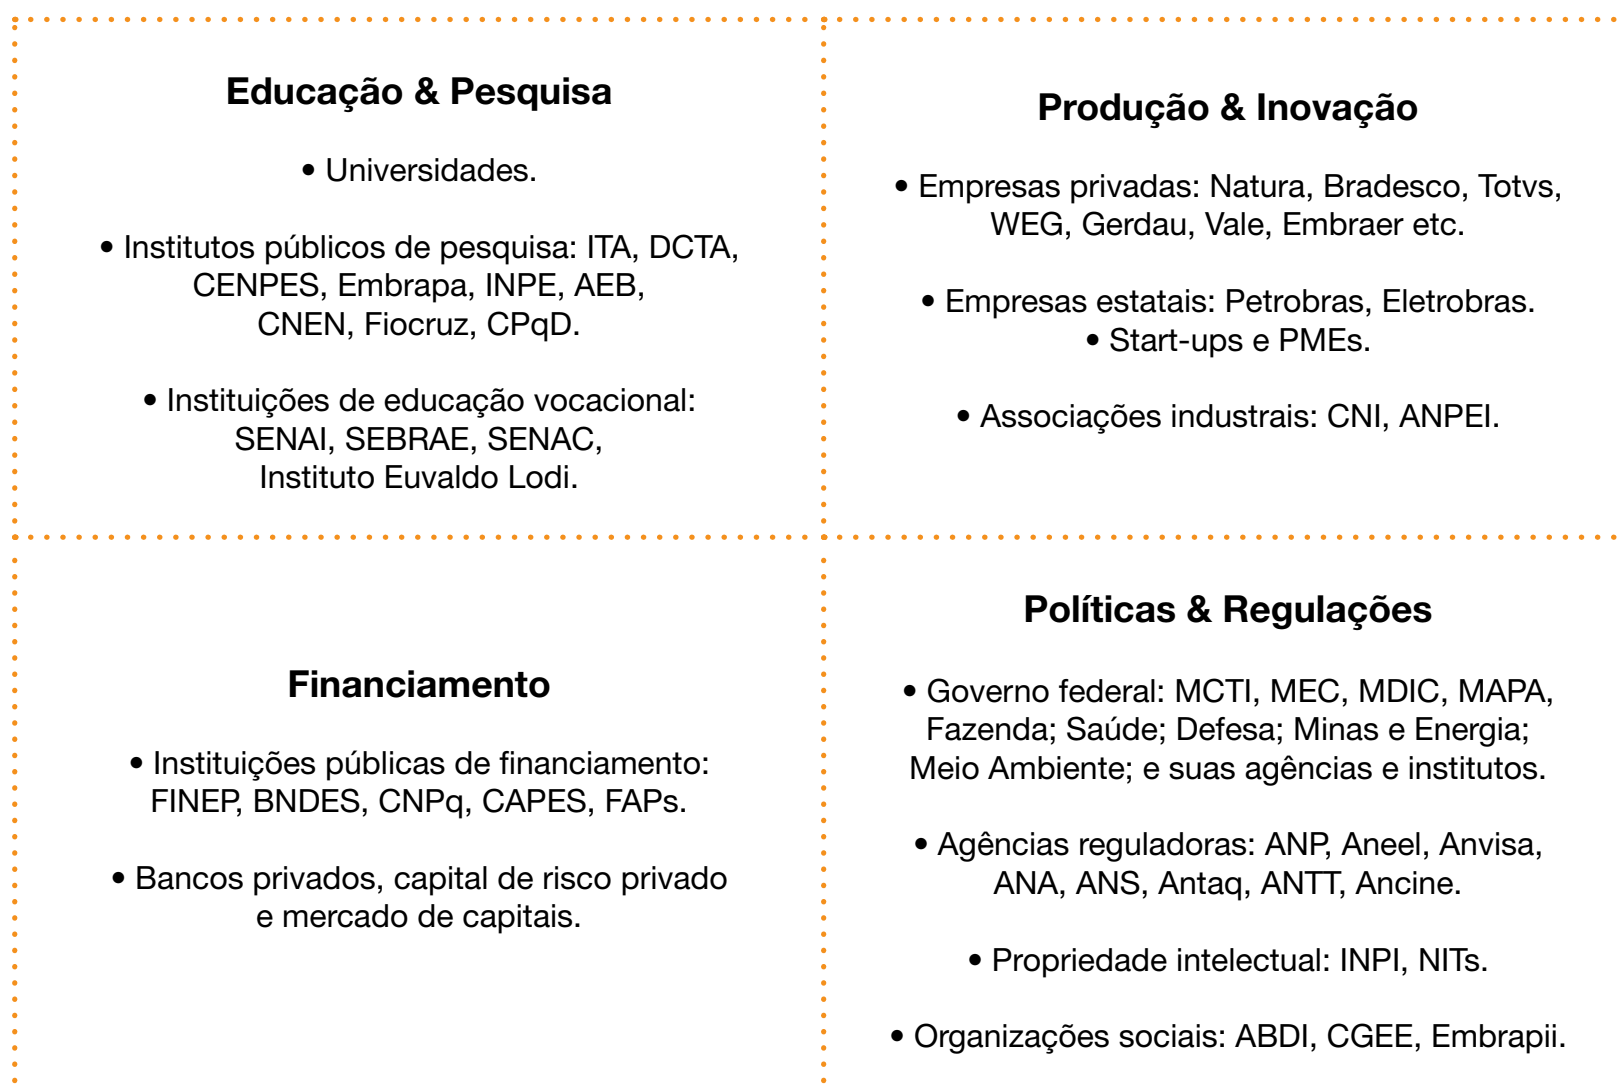 Educação & Pesquisa
• Universidades.
• Institutos públicos de pesquisa: ITA, DCTA,
CENPES, Embrapa, INPE, AEB,
CNEN, Fiocruz, CPqD.
• Instituições de educação vocacional:
SENAI, SEBRAE, SENAC,
Instituto Euvaldo Lodi.
Produção & Inovação
• Empresas privadas: Natura, Bradesco, Totvs,
WEG, Gerdau, Vale, Embraer etc.
• Empresas estatais: Petrobras, Eletrobras.
• Start-ups e PMEs.
• Associações industrais: CNI, ANPEI.
Financiamento
• Instituições públicas de financiamento:
FINEP, BNDES, CNPq, CAPES, FAPs.
• Bancos privados, capital de risco privado
e mercado de capitais.
Políticas & Regulações
• Governo federal: MCTI, MEC, MDIC, MAPA,
Fazenda; Saúde; Defesa; Minas e Energia;
Meio Ambiente; e suas agências e institutos.
• Agências reguladoras: ANP, Aneel, Anvisa,
ANA, ANS, Antaq, ANTT, Ancine.
• Propriedade intelectual: INPI, NITs.
• Organizações sociais: ABDI, CGEE, Embrapii.